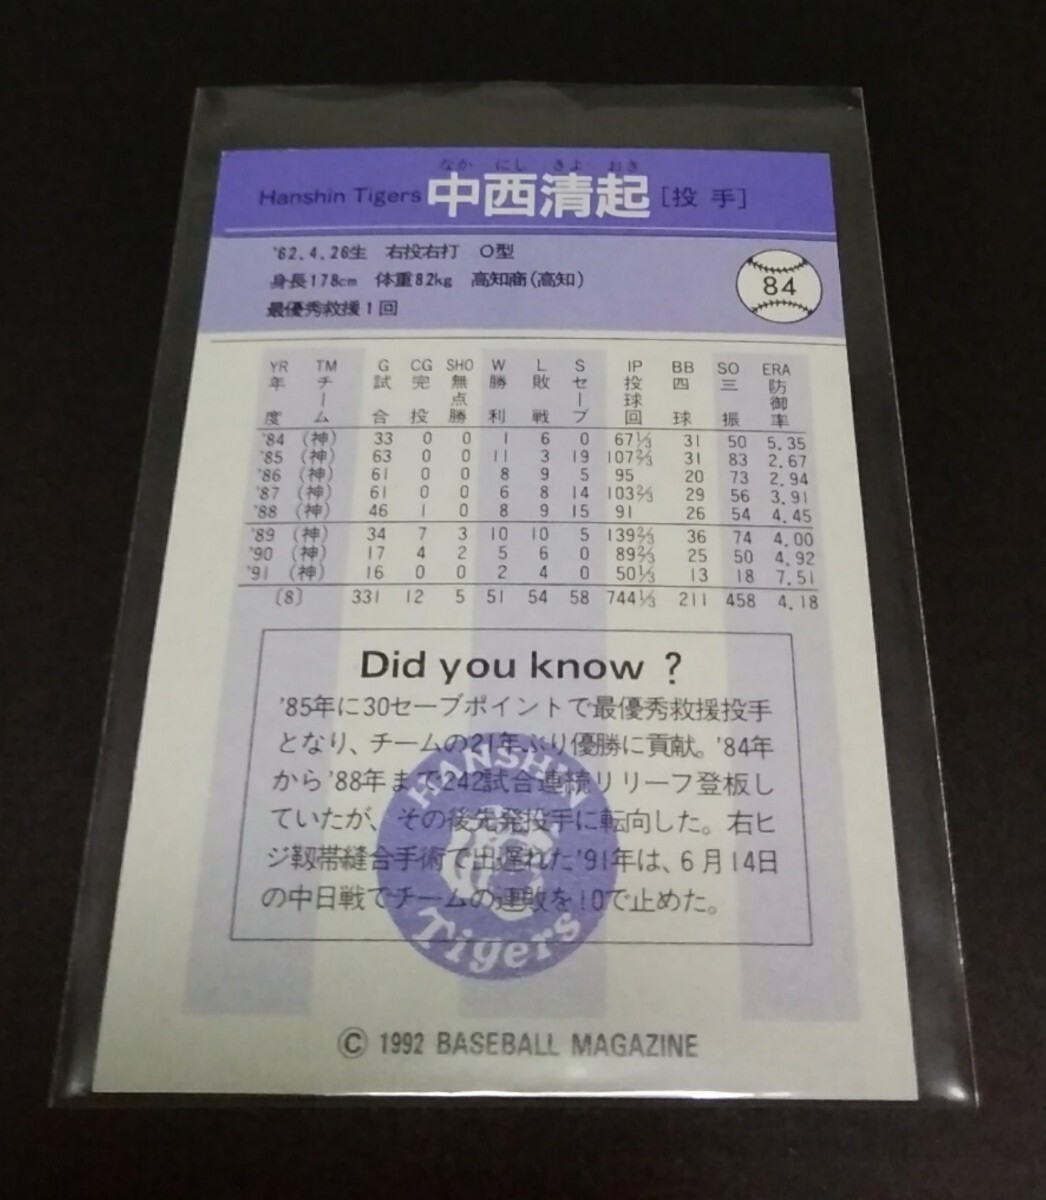 なか にし きよ おき
Hanshin Tigers 中西清起 [投 手]
'62.4.26生 右投右打 O型
身長178cm 体重82kg 高知商(高知)
最優秀救援1回
84
YR TM G CG SHO W L S IP BB SO ERA
年度 チーム 試合 完投 無点勝 勝利 敗戦 セーブ 投球回 四球 三振 防御率
'84 (神) 33 0 0 1 6 0 67⅓ 31 50 5.35
'85 (神) 63 0 0 11 3 19 107⅔ 31 83 2.67
'86 (神) 61 0 0 8 9 5 95 20 73 2.94
'87 (神) 61 0 0 6 8 14 103⅔ 29 56 3.91
'88 (神) 46 1 0 8 9 15 91 26 54 4.45
'89 (神) 34 7 3 10 10 5 139⅔ 36 74 4.00
'90 (神) 17 4 2 5 6 0 89⅔ 25 50 4.92
'91 (神) 16 0 0 2 4 0 50⅓ 13 18 7.51
〔8〕 331 12 5 51 54 58 744⅓ 211 458 4.18
Did you know ?
'85年に30セーブポイントで最優秀救援投手
となり、チームの21年ぶり優勝に貢献。'84年
から'88年まで242試合連続リリーフ登板し
ていたが、その後先発投手に転向した。右ヒ
ジ靱帯縫合手術で出遅れた'91年は、6月14日
の中日戦でチームの連敗を10で止めた。
HANSHIN
Tigers
© 1992 BASEBALL MAGAZINE